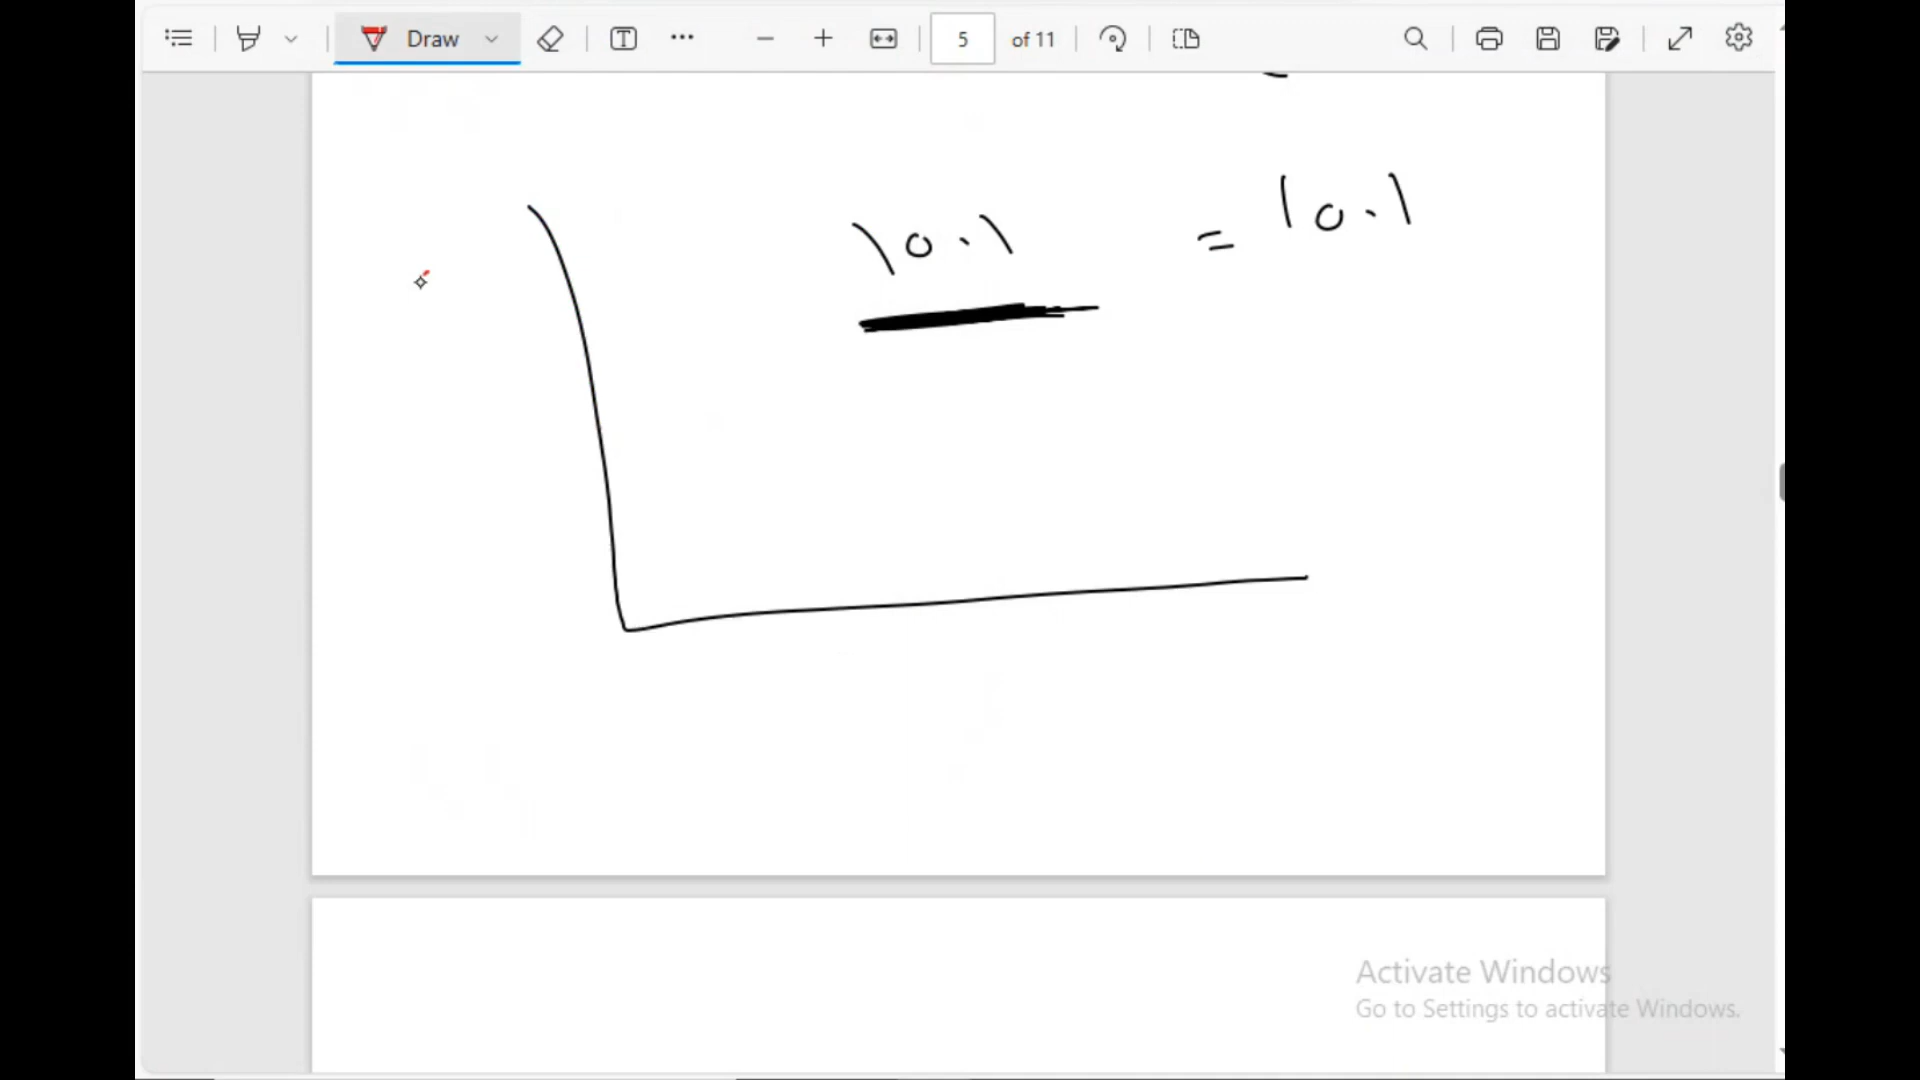 Draw
5 of 11
10.1 = 10.1
Activate Windows
Go to Settings to activate Windows.